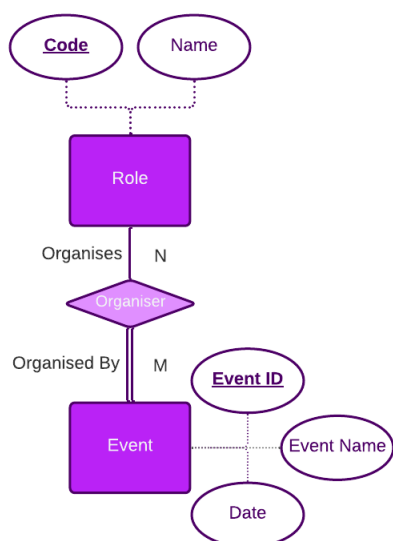 Code
Name
Role
Organises
N
Organiser
Organised By
M
Event ID
Event
Event Name
Date